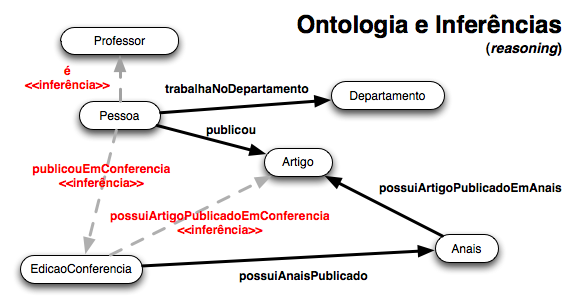 Ontologia e Inferências
(reasoning)
Professor
é
<<inferência>>
trabalhaNoDepartamento
Departamento
Pessoa
publicou
Artigo
publicouEmConferencia
<<inferência>>
possuiArtigoPublicadoEmAnais
possuiArtigoPublicadoEmConferencia
<<inferência>>
Anais
EdicaoConferencia
possuiAnaisPublicado